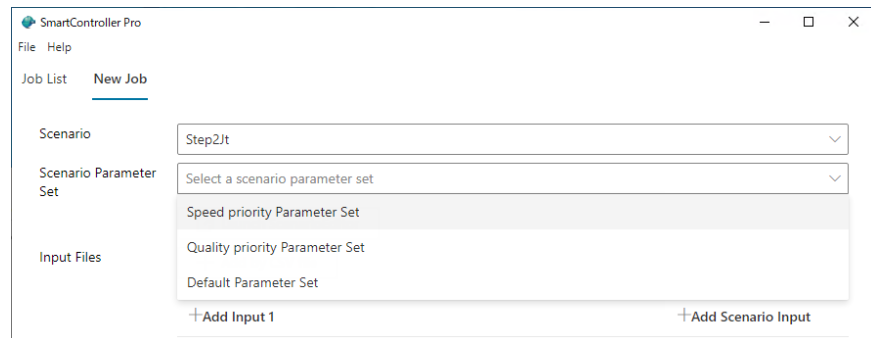 SmartController Pro
File Help
Job List New Job
Scenario
Step2Jt
Scenario Parameter
Set
Select a scenario parameter set
Speed priority Parameter Set
Quality priority Parameter Set
Default Parameter Set
Input Files
+Add Input 1 +Add Scenario Input